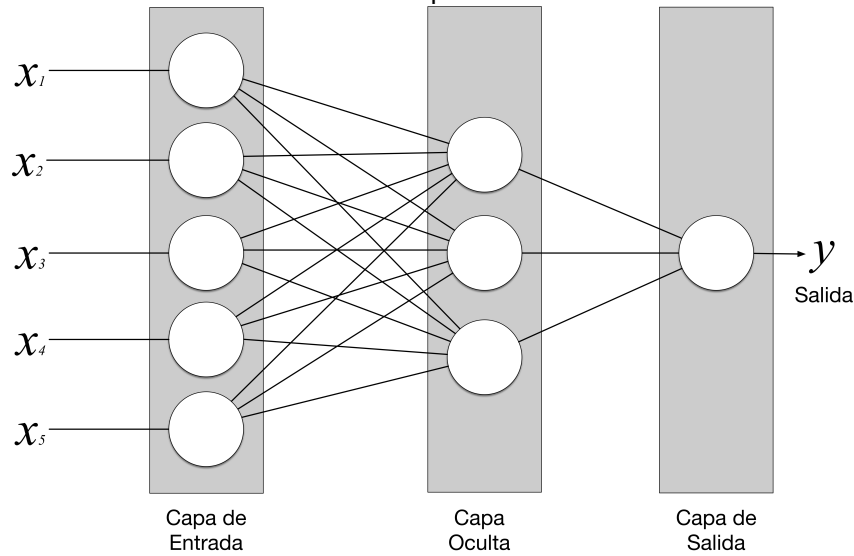 x1
x2
x3
x4
x5
y
Salida
Capa de
Entrada
Capa
Oculta
Capa de
Salida